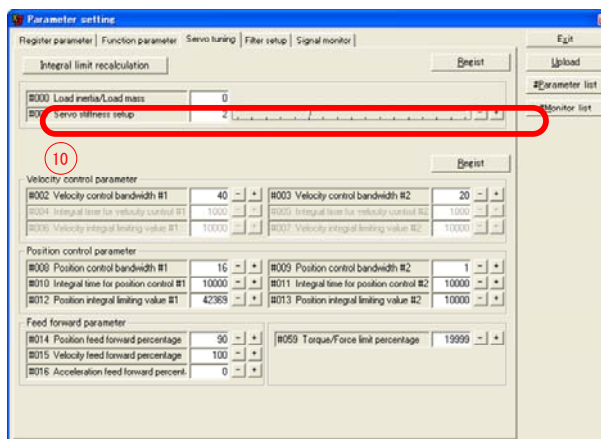 Parameter setting
Register parameter Function parameter Servo tuning Filter setup Signal monitor
Exit
Integral limit recalculation
Regist
Upload
#Parameter list
#Monitor list
#000 Load inertia/Load mass 0
Servo stiffness setup 2 - +
10
Regist
Velocity control parameter
#002 Velocity control bandwidth #1 40 - + #003 Velocity control bandwidth #2 20 - +
#004 Integral time for velocity control #1 1000 - + #005 Integral time for velocity control #2 1000 - +
#006 Velocity integral limiting value #1 10000 - + #007 Velocity integral limiting value #2 10000 - +
Position control parameter
#008 Position control bandwidth #1 16 - + #009 Position control bandwidth #2 1 - +
#010 Integral time for position control #1 10000 - + #011 Integral time for position control #2 10000 - +
#012 Position integral limiting value #1 42369 - + #013 Position integral limiting value #2 10000 - +
Feed forward parameter
#014 Position feed forward percentage 90 - + #059 Torque/Force limit percentage 19999 - +
#015 Velocity feed forward percentage 100 - +
#016 Acceleration feed forward percent 0 - +